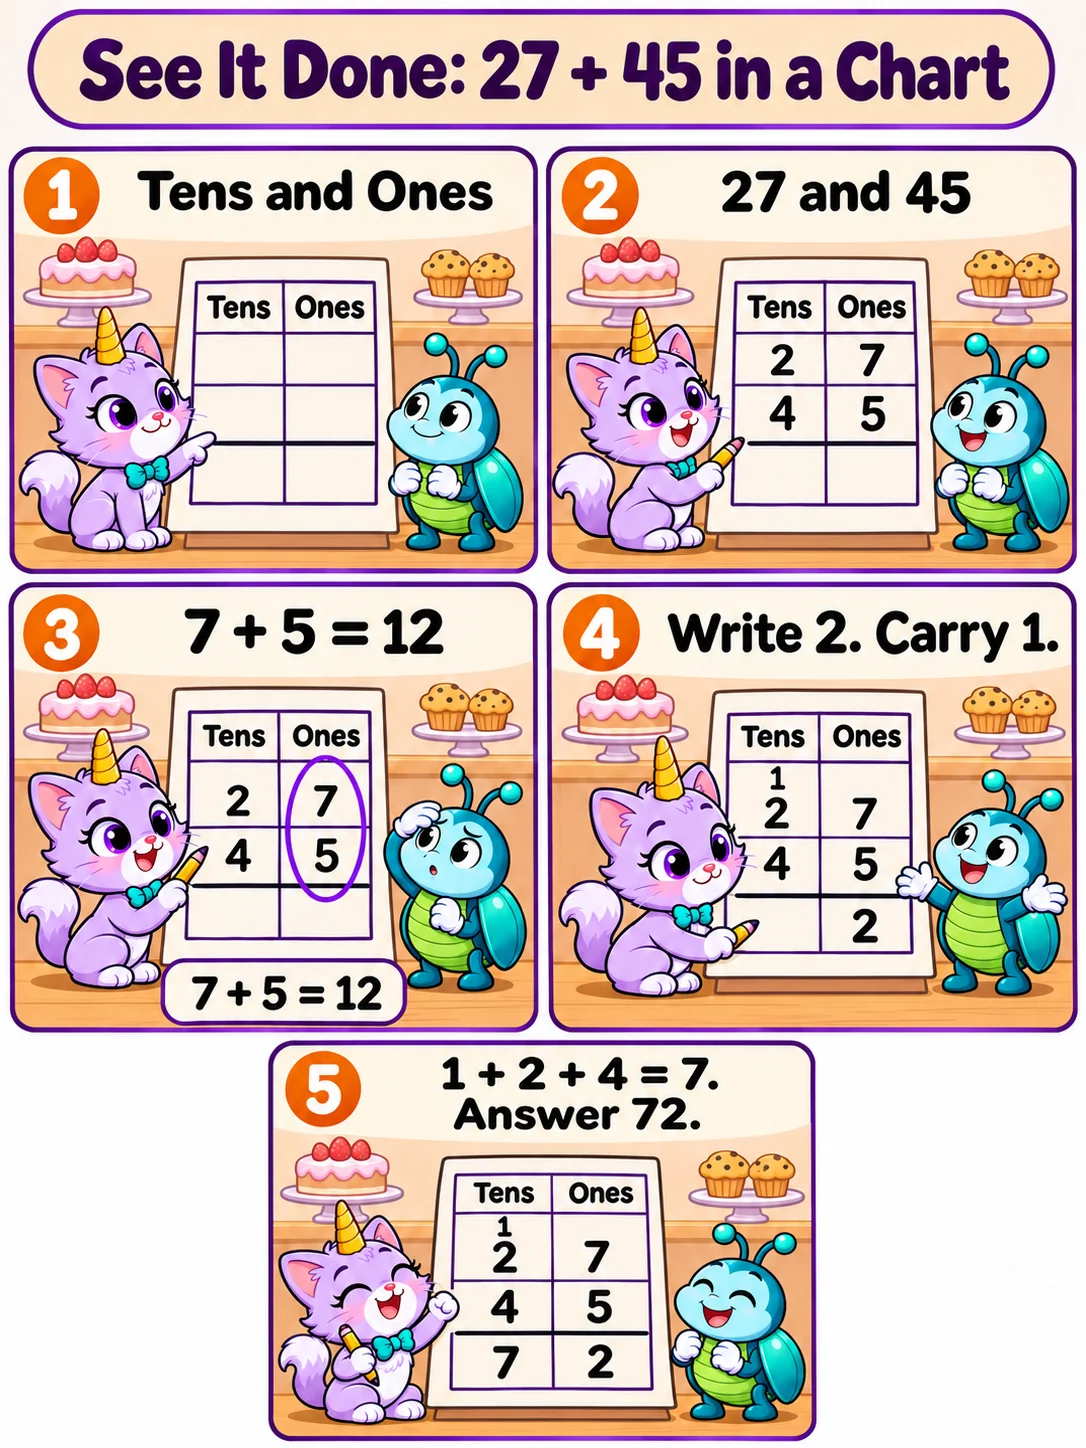 See It Done: 27 + 45 in a Chart
1
Tens and Ones
Tens Ones
2
27 and 45
Tens Ones
2 7
4 5
3
7 + 5 = 12
Tens Ones
2 7
4 5
7 + 5 = 12
4
Write 2. Carry 1.
Tens Ones
1
2 7
4 5
2
5
1 + 2 + 4 = 7.
Answer 72.
Tens Ones
1
2 7
4 5
7 2